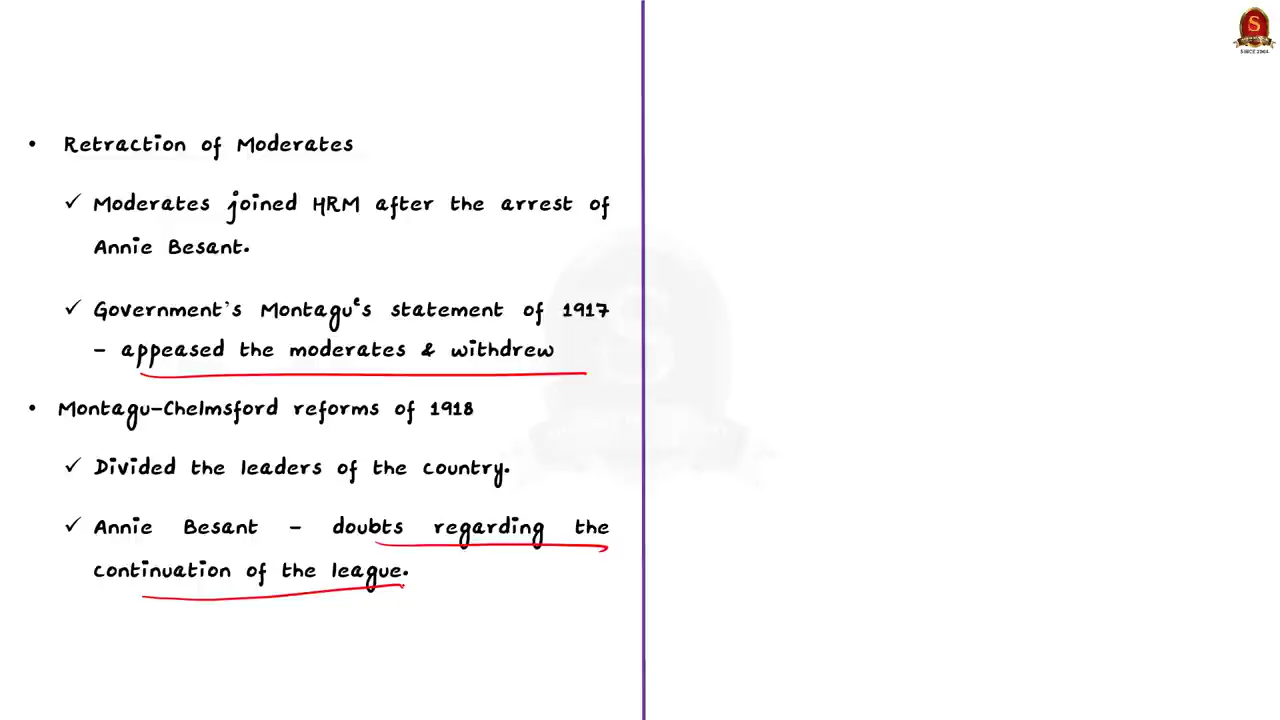 • Retraction of Moderates
✓ Moderates joined HRM after the arrest of
Annie Besant.
✓ Government's Montague's statement of 1917
- appeased the moderates & withdrew
• Montagu-Chelmsford reforms of 1918
✓ Divided the leaders of the country.
✓ Annie Besant - doubts regarding the
continuation of the league.
S